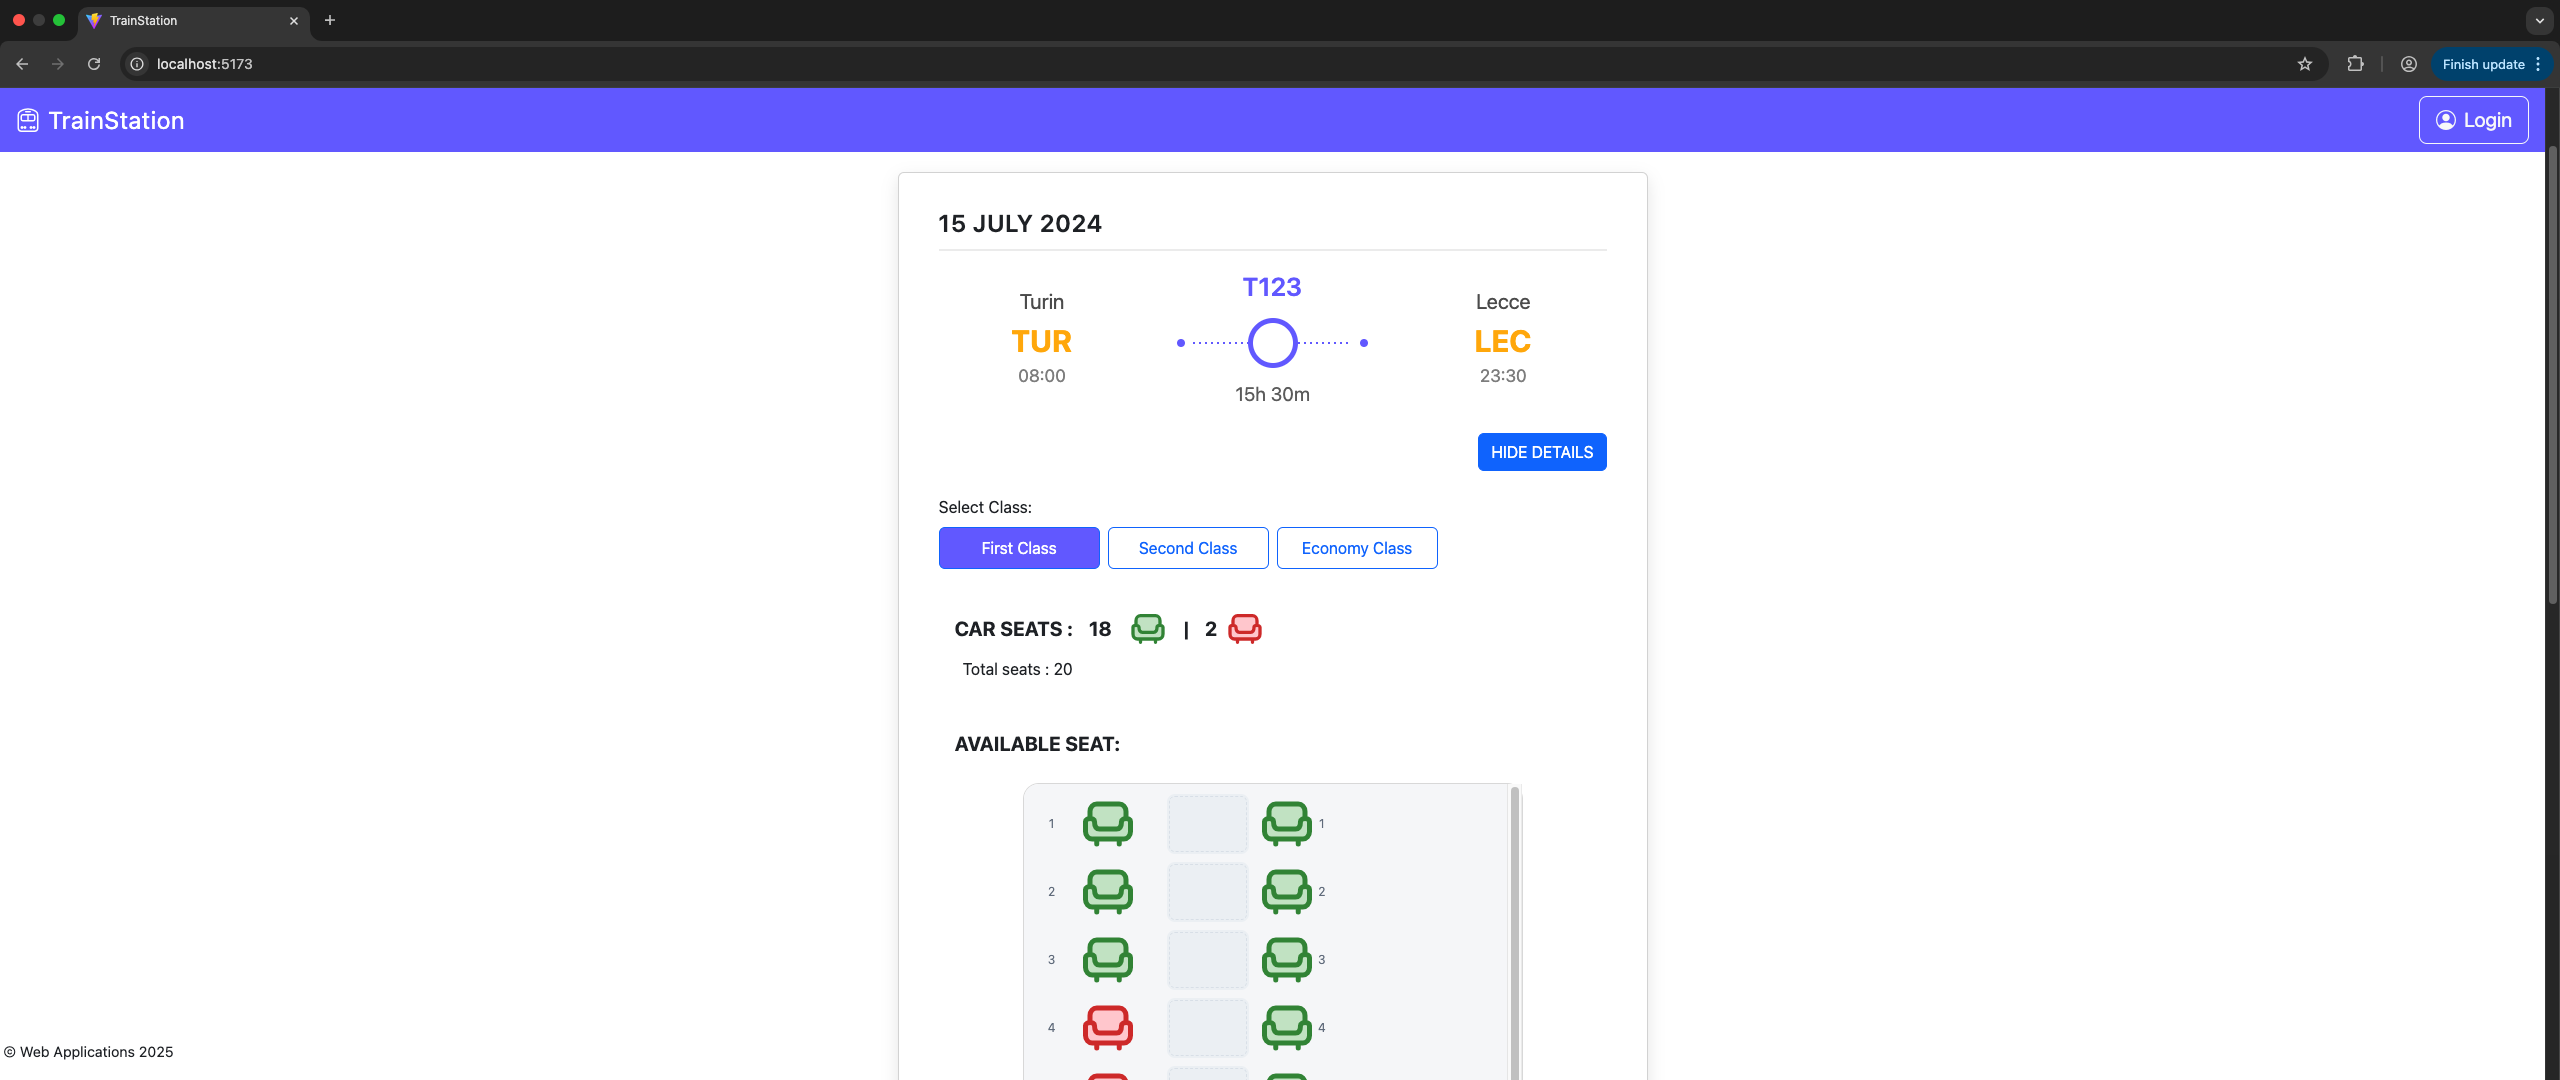 TrainStation
localhost:5173
Finish update
TrainStation
Login
15 JULY 2024
T123
Turin
Lecce
TUR
LEC
08:00
23:30
15h 30m
HIDE DETAILS
Select Class:
First Class
Second Class
Economy Class
CAR SEATS : 18 | 2
Total seats : 20
AVAILABLE SEAT:
1 1
2 2
3 3
4 4
© Web Applications 2025